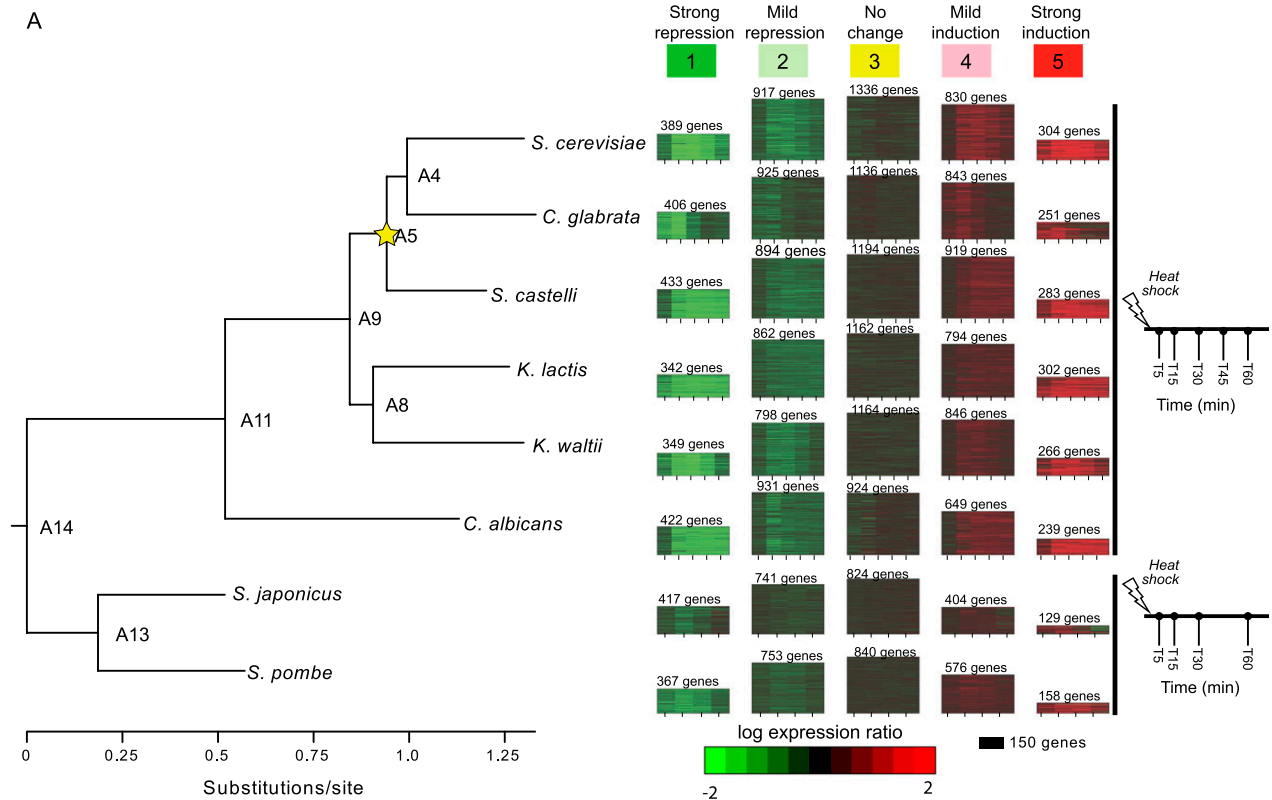 A
Strong repression
Mild repression
No change
Mild induction
Strong induction
1
2
3
4
5
389 genes
917 genes
1336 genes
830 genes
304 genes
S. cerevisiae
A4
406 genes
925 genes
1136 genes
843 genes
251 genes
C. glabrata
A5
433 genes
894 genes
1194 genes
919 genes
283 genes
S. castelli
A9
342 genes
862 genes
1162 genes
794 genes
302 genes
K. lactis
A8
349 genes
798 genes
1164 genes
846 genes
266 genes
K. waltii
A11
422 genes
931 genes
924 genes
649 genes
239 genes
C. albicans
A14
417 genes
741 genes
824 genes
404 genes
129 genes
S. japonicus
A13
367 genes
753 genes
840 genes
576 genes
158 genes
S. pombe
Heat shock
T5
T15
T30
T45
T60
Time (min)
Heat shock
T5
T15
T30
T60
Time (min)
0
0.25
0.5
0.75
1.0
1.25
Substitutions/site
log expression ratio
-2
2
150 genes